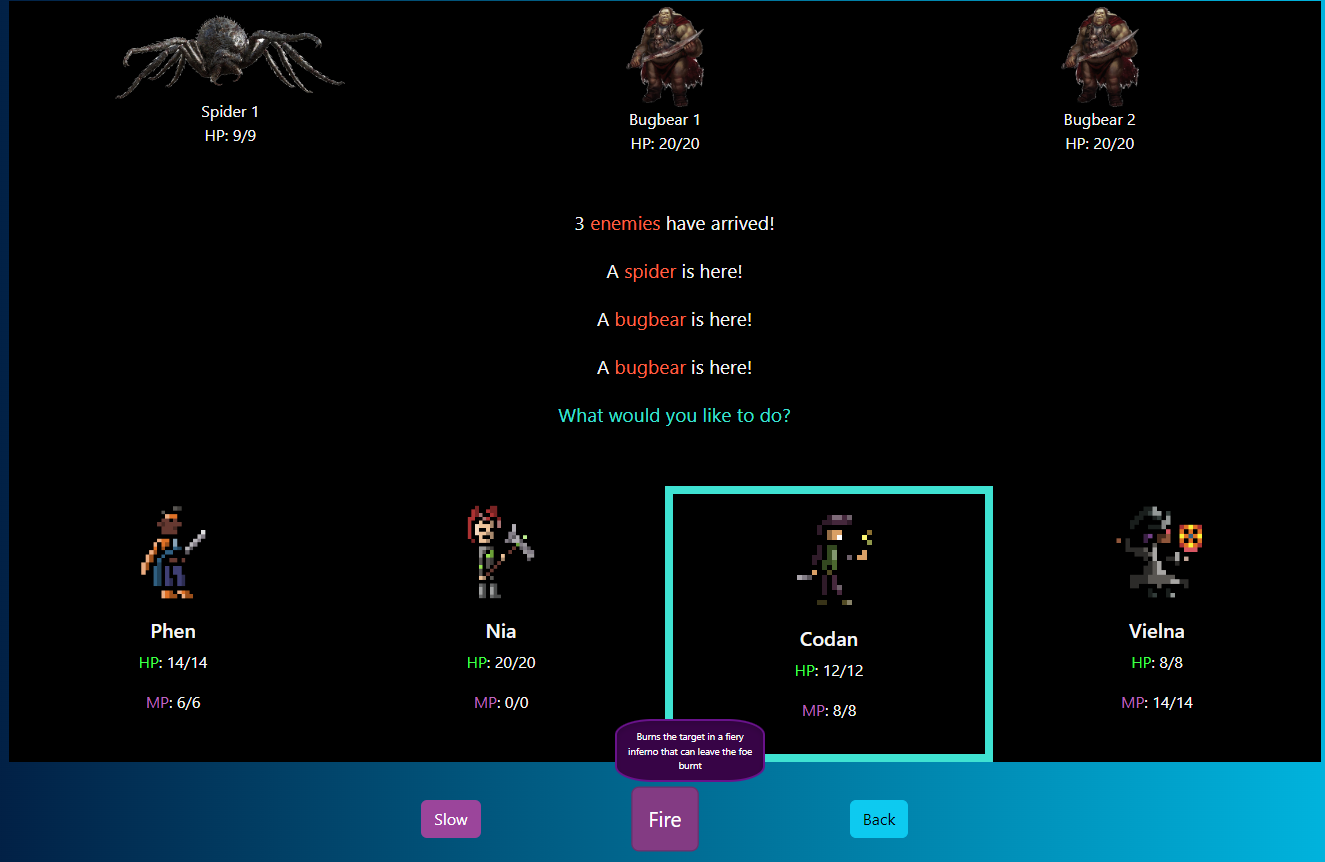 Spider 1
HP: 9/9
Bugbear 1
HP: 20/20
Bugbear 2
HP: 20/20
3 enemies have arrived!
A spider is here!
A bugbear is here!
A bugbear is here!
What would you like to do?
Phen
HP: 14/14
MP: 6/6
Nia
HP: 20/20
MP: 0/0
Codan
HP: 12/12
MP: 8/8
Vielna
HP: 8/8
MP: 14/14
Burns the target in a fiery
inferno that can leave the foe
burnt
Slow
Fire
Back